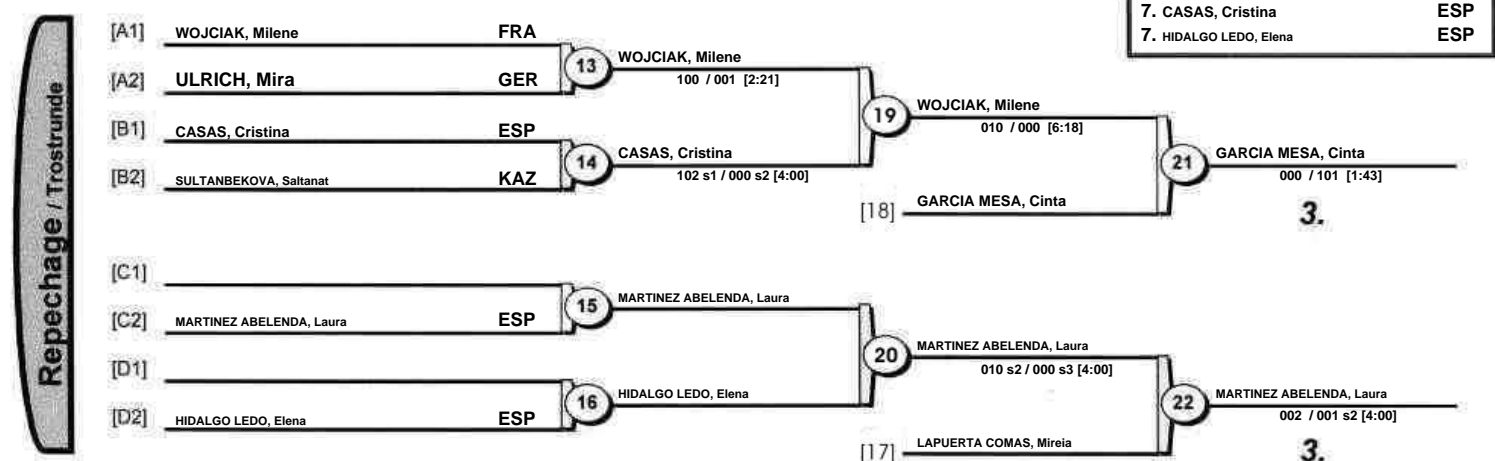 7. CASAS, Cristina ESP
7. HIDALGO LEDO, Elena ESP
Repechage / Trostrunde
[A1] WOJCIAK, Milene FRA
[A2] ULRICH, Mira GER
13 WOJCIAK, Milene
100 / 001 [2:21]
[B1] CASAS, Cristina ESP
[B2] SULTANBEKOVA, Saltanat KAZ
14 CASAS, Cristina
102 s1 / 000 s2 [4:00]
19 WOJCIAK, Milene
010 / 000 [6:18]
[18] GARCIA MESA, Cinta
21 GARCIA MESA, Cinta
000 / 101 [1:43]
3.
[C1]
[C2] MARTINEZ ABELENDA, Laura ESP
15 MARTINEZ ABELENDA, Laura
[D1]
[D2] HIDALGO LEDO, Elena ESP
16 HIDALGO LEDO, Elena
20 MARTINEZ ABELENDA, Laura
010 s2 / 000 s3 [4:00]
[17] LAPUERTA COMAS, Mireia
22 MARTINEZ ABELENDA, Laura
002 / 001 s2 [4:00]
3.